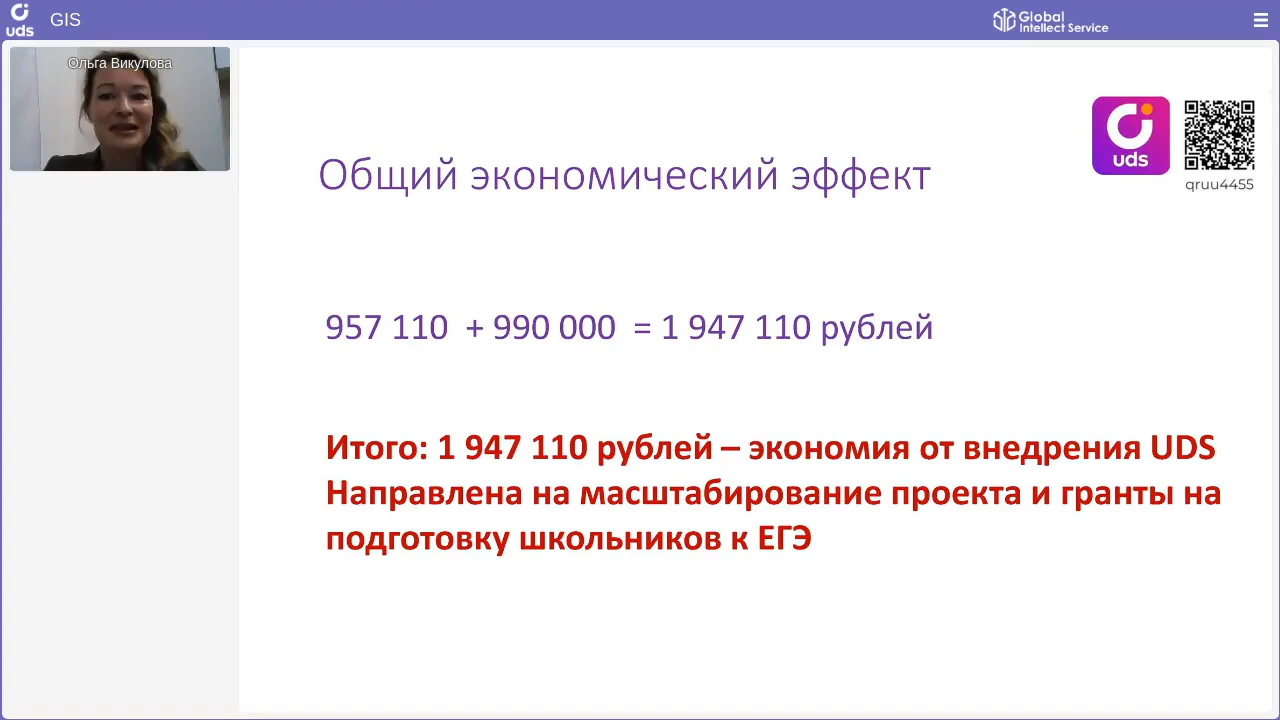 uds
GIS
Global
Intellect Service
Ольга Викулова
uds
qruu4455
Общий экономический эффект
957 110 + 990 000 = 1 947 110 рублей
Итого: 1 947 110 рублей – экономия от внедрения UDS
Направлена на масштабирование проекта и гранты на
подготовку школьников к ЕГЭ